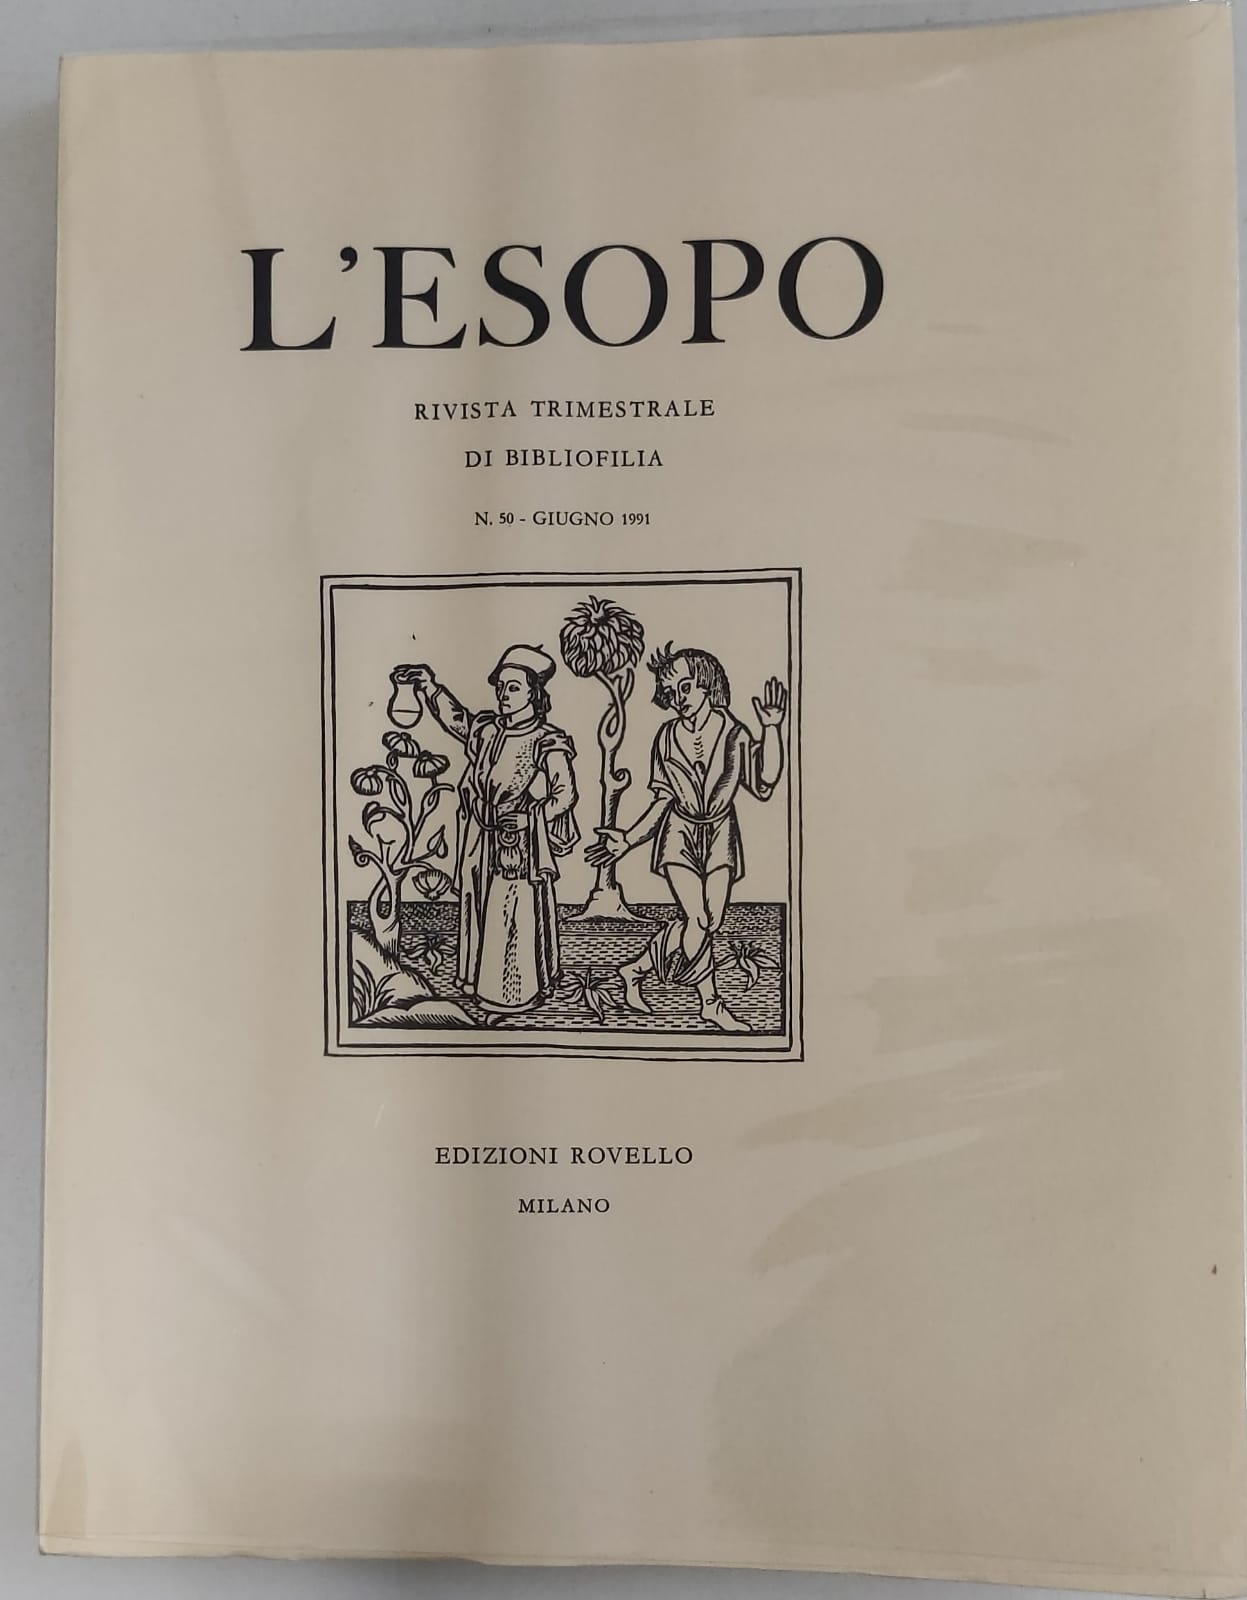 L'ESOPO
RIVISTA TRIMESTRALE
DI BIBLIOFILIA
N. 50 - GIUGNO 1991
EDIZIONI ROVELLO
MILANO